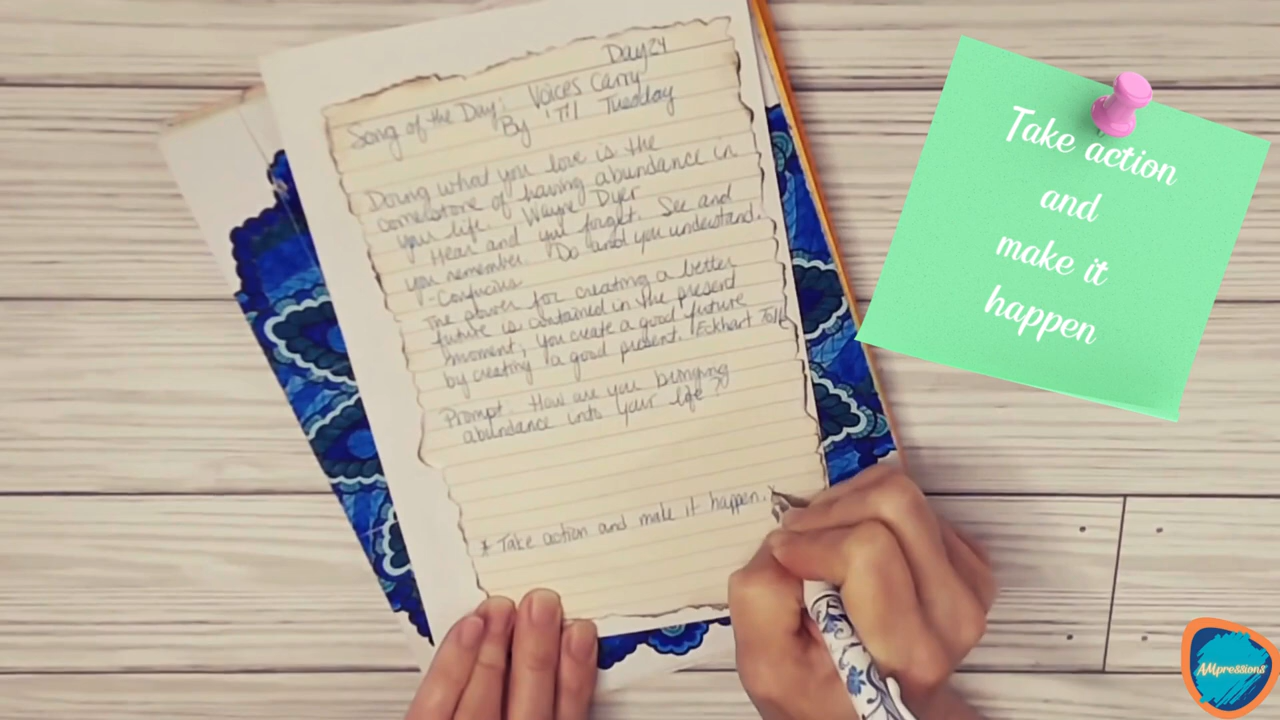 Day 24
Song of the Day: Voices Carry
By 'Til Tuesday
Doing what you love is the
cornerstone of having abundance in
your life. Wayne Dyer
Hear and you forget. See and
you remember. Do and you understand.
-Confucius
The power for creating a better
future is contained in the present
moment; you create a good future
by creating a good present. Eckhart Tolle
Prompt: How are you bringing
abundance into your life?
* Take action and make it happen. *
Take action
and
make it
happen
AMpressions